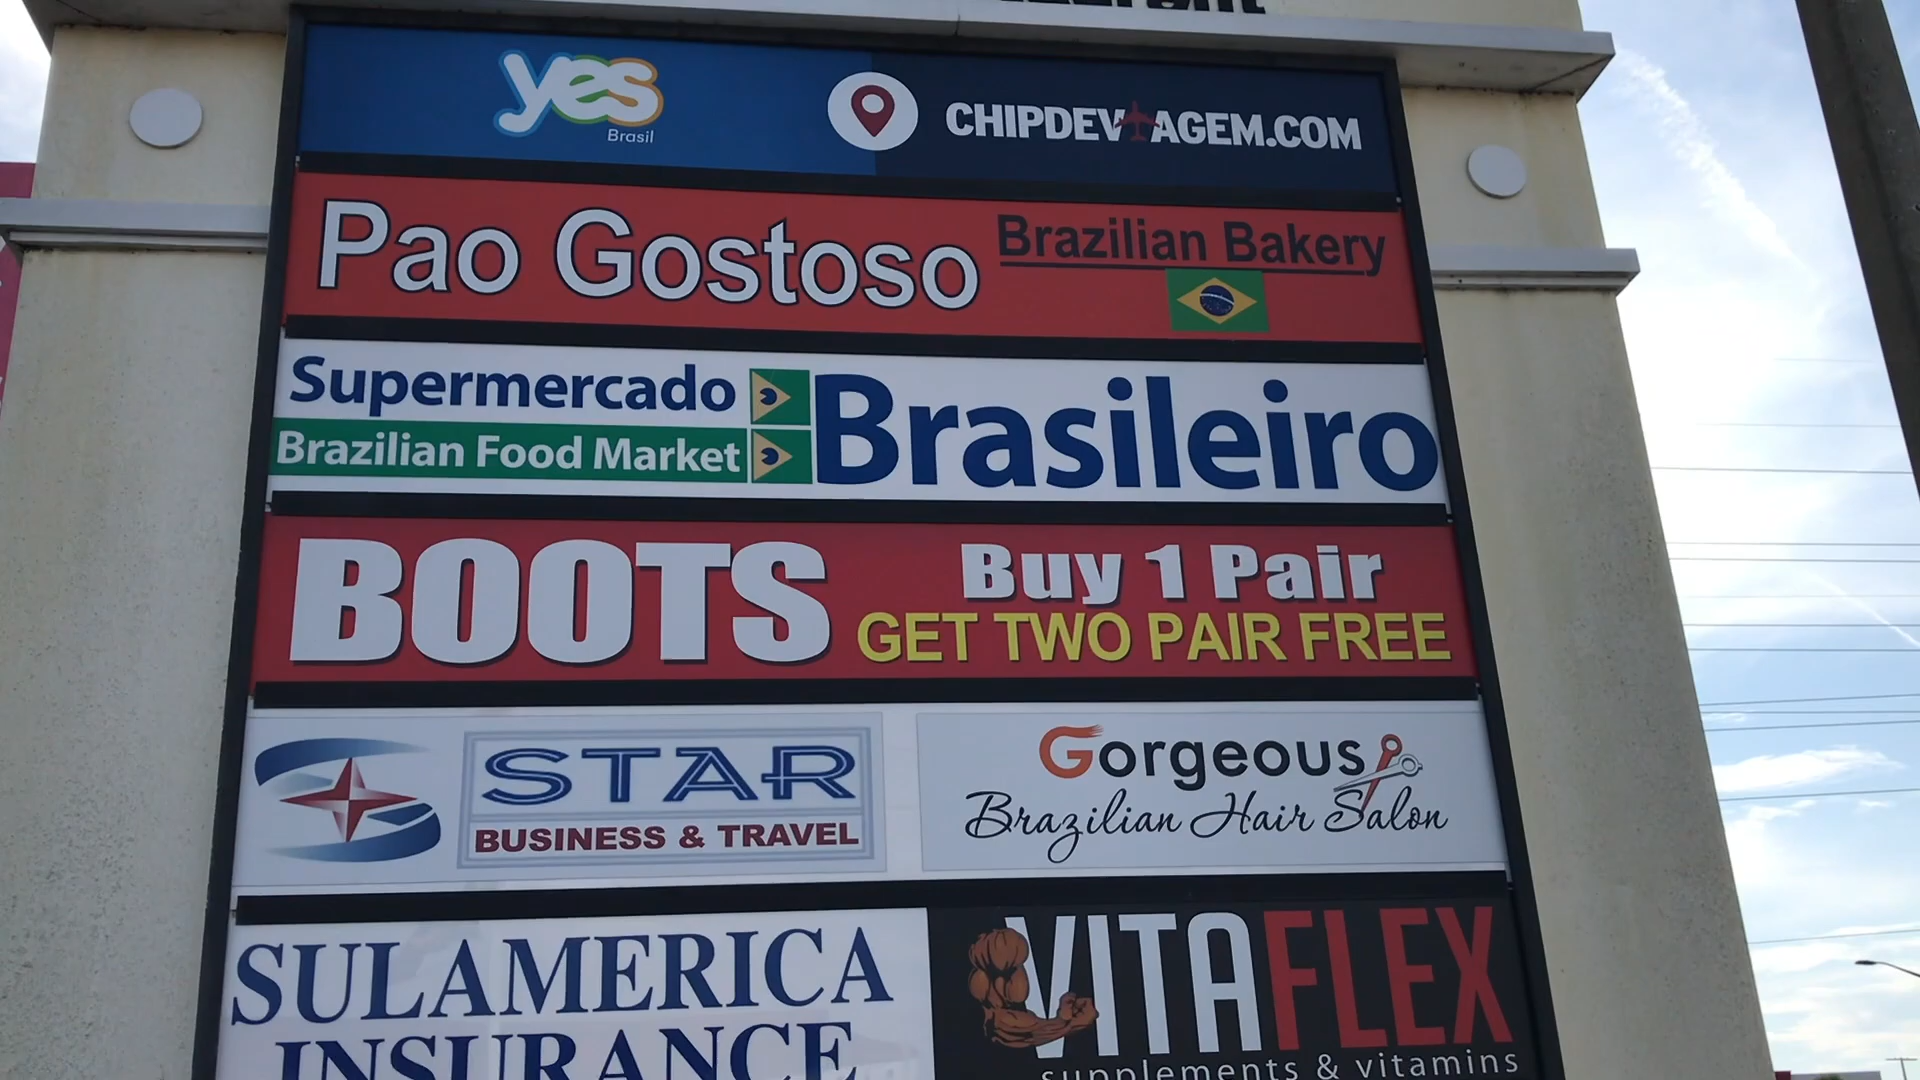 yes
Brasil
CHIPDEVIAGEM.COM
Pao Gostoso
Brazilian Bakery
Supermercado
Brazilian Food Market
Brasileiro
BOOTS
Buy 1 Pair
GET TWO PAIR FREE
STAR
BUSINESS & TRAVEL
Gorgeous
Brazilian Hair Salon
SULAMERICA
INSURANCE
VITAFLEX
supplements & vitamins